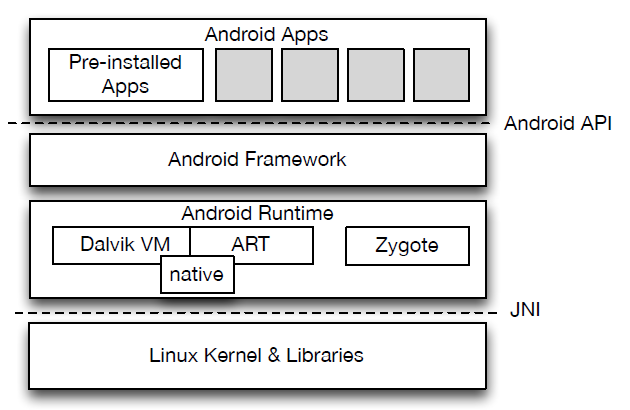 Android Apps
Pre-installed
Apps
Android API
Android Framework
Android Runtime
Dalvik VM
ART
Zygote
native
JNI
Linux Kernel & Libraries